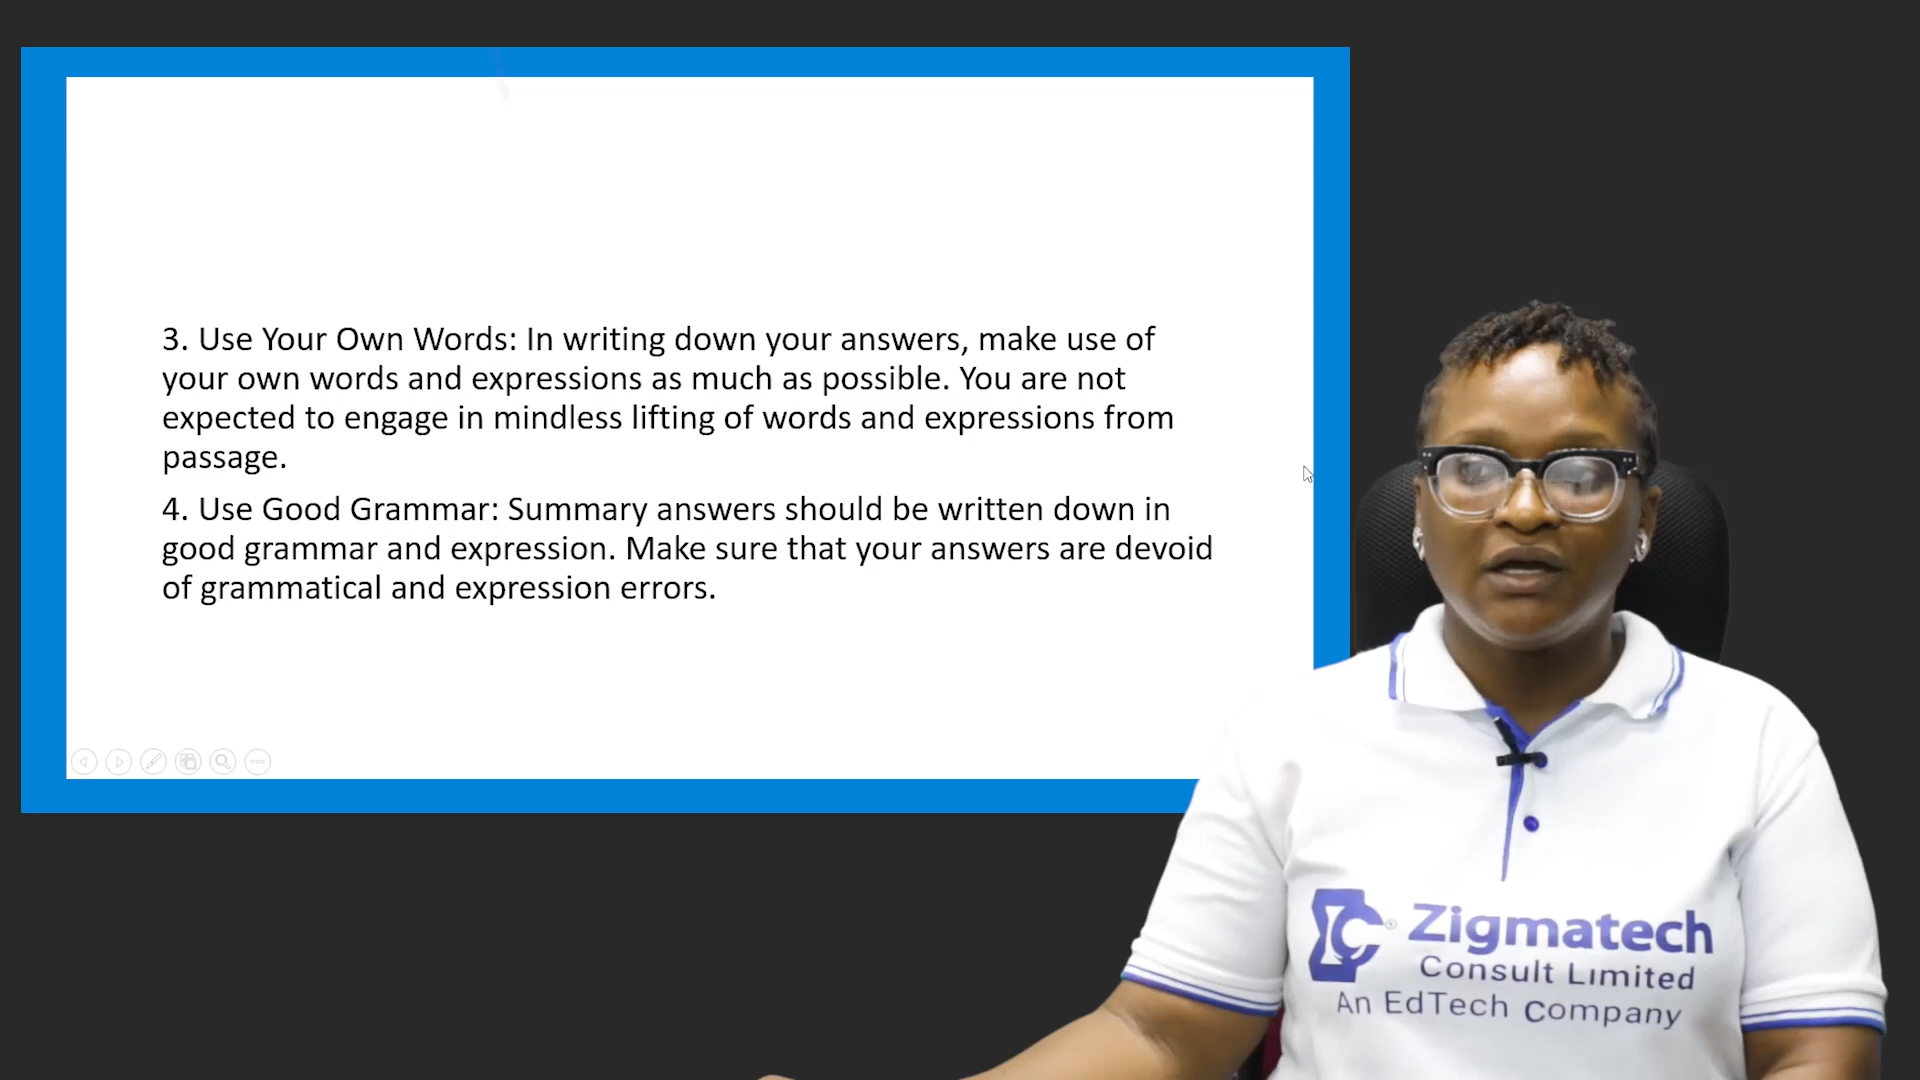 3. Use Your Own Words: In writing down your answers, make use of
your own words and expressions as much as possible. You are not
expected to engage in mindless lifting of words and expressions from
passage.
4. Use Good Grammar: Summary answers should be written down in
good grammar and expression. Make sure that your answers are devoid
of grammatical and expression errors.
Zigmatech
Consult Limited
An EdTech Company